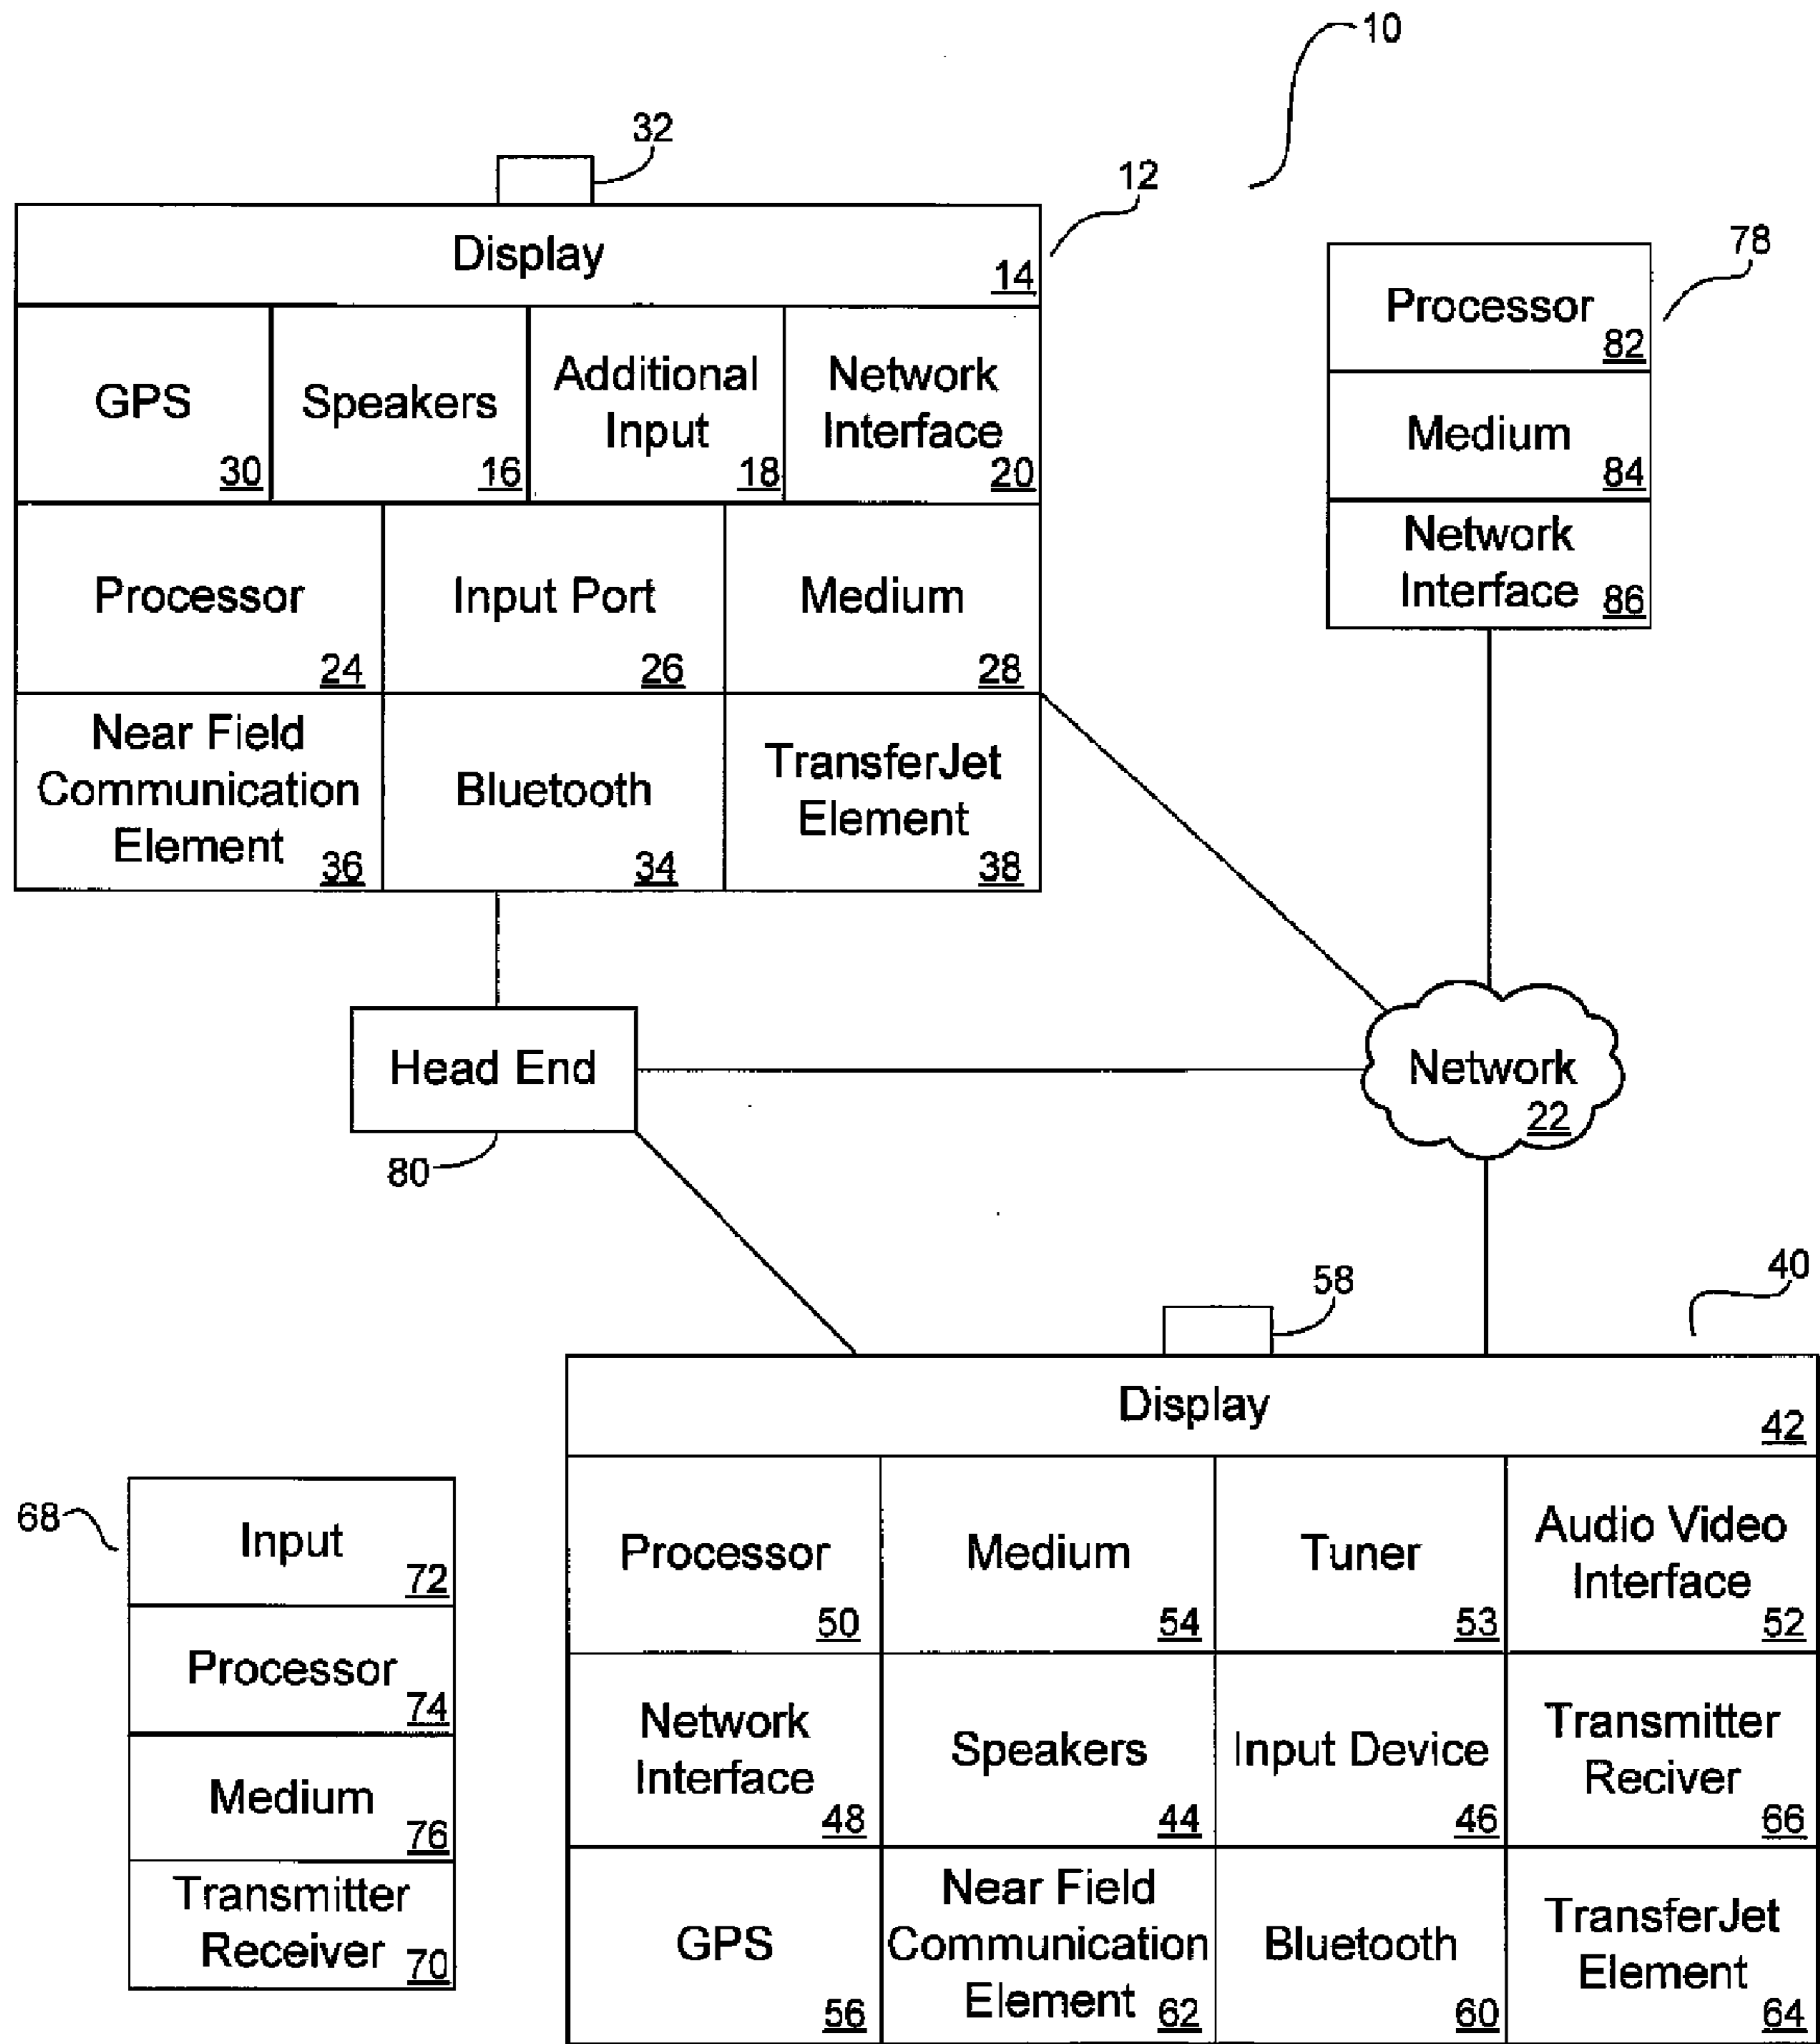 10
32
12
Display
14
78
Processor
82
GPS
30
Speakers
16
Additional
Input
18
Network
Interface
20
Medium
84
Network
Interface
86
Processor
24
Input Port
26
Medium
28
Near Field
Communication
Element
36
Bluetooth
34
TransferJet
Element
38
Head End
80
Network
22
58
40
Display
42
68
Input
72
Processor
74
Medium
76
Transmitter
Receiver
70
Processor
50
Medium
54
Tuner
53
Audio Video
Interface
52
Network
Interface
48
Speakers
44
Input Device
46
Transmitter
Reciver
66
GPS
56
Near Field
Communication
Element
62
Bluetooth
60
TransferJet
Element
64